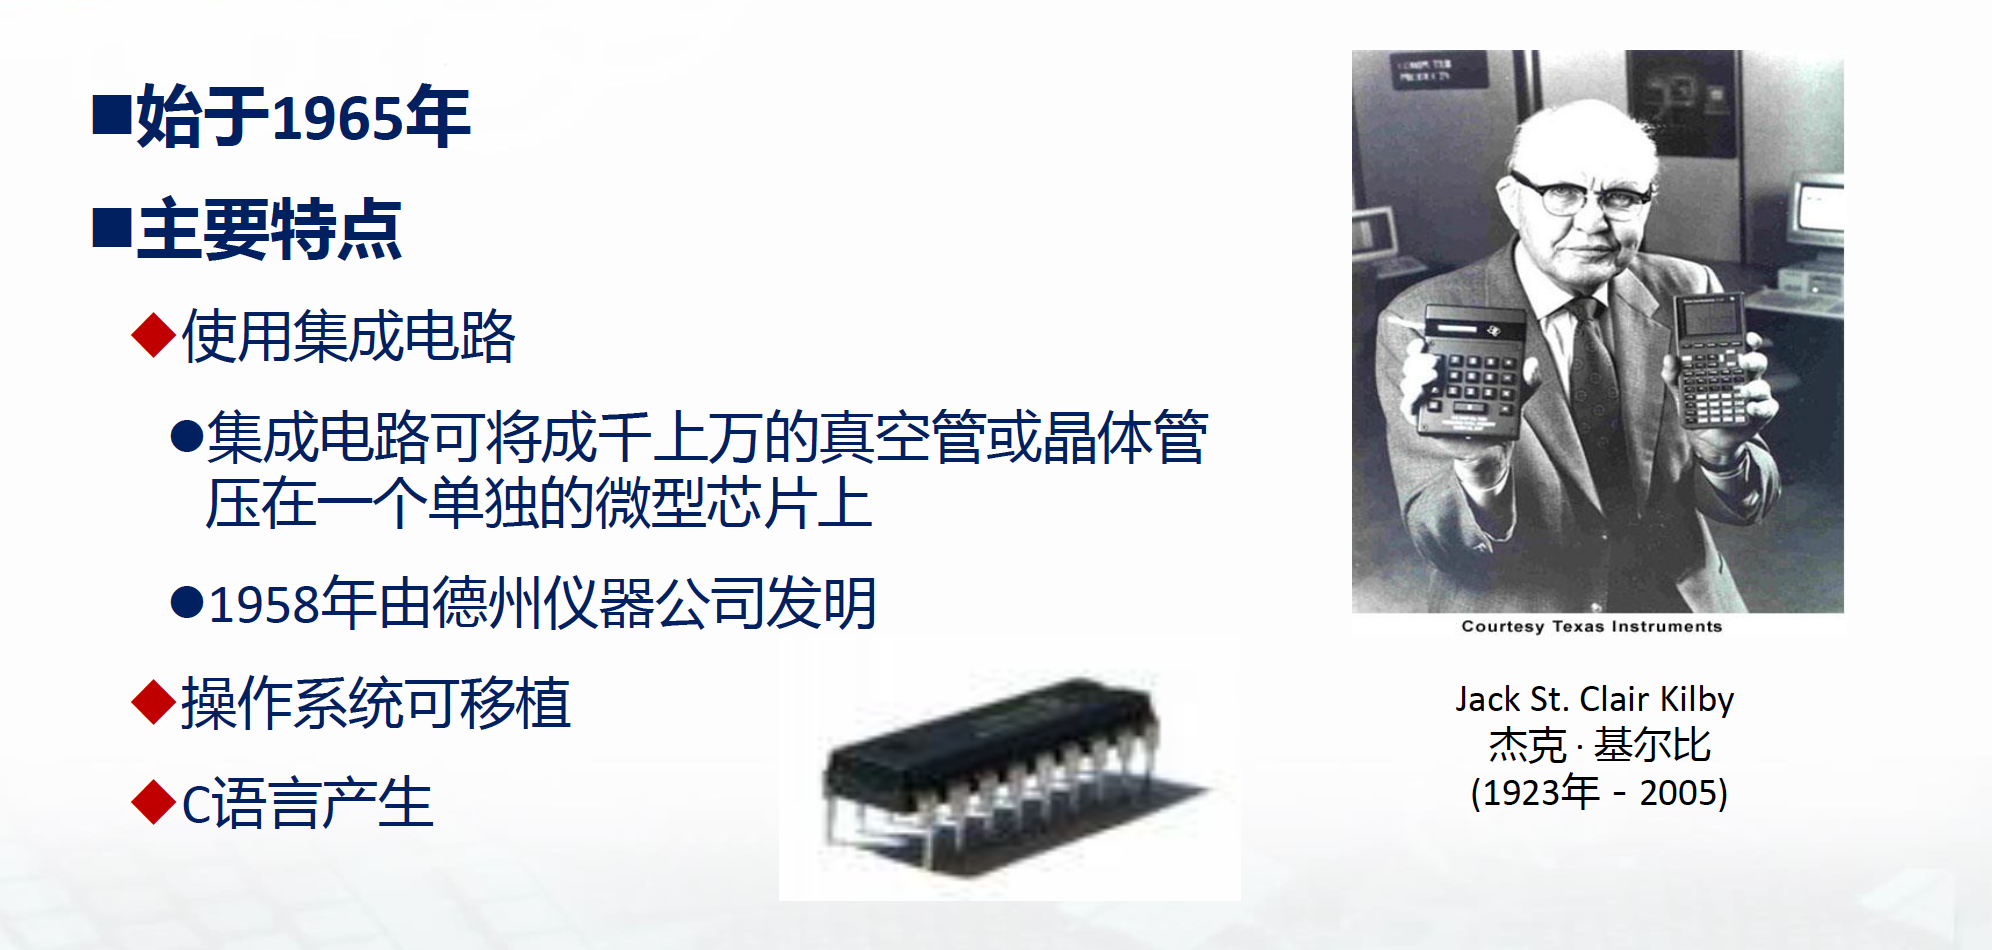 ■始于1965年
■主要特点
◆使用集成电路
●集成电路可将成千上万的真空管或晶体管
压在一个单独的微型芯片上
●1958年由德州仪器公司发明
◆操作系统可移植
◆C语言产生
COMPUTER
PRODUCTS
Courtesy Texas Instruments
Jack St. Clair Kilby
杰克 · 基尔比
(1923年 - 2005)